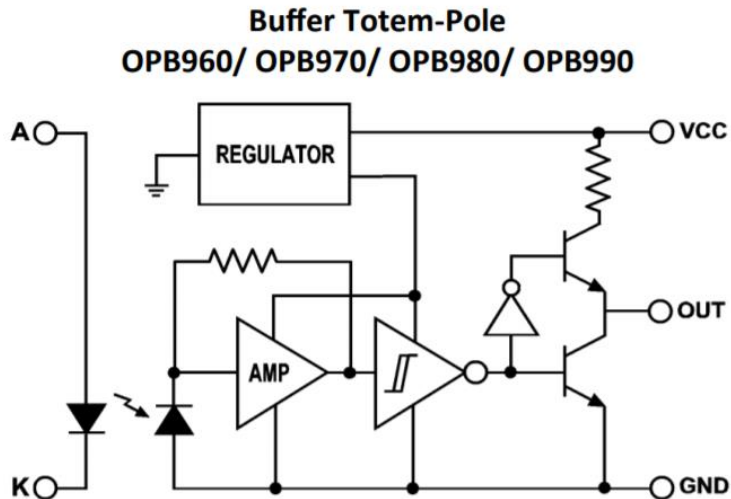 Buffer Totem-Pole
OPB960/ OPB970/ OPB980/ OPB990
A
REGULATOR
VCC
OUT
AMP
K
GND